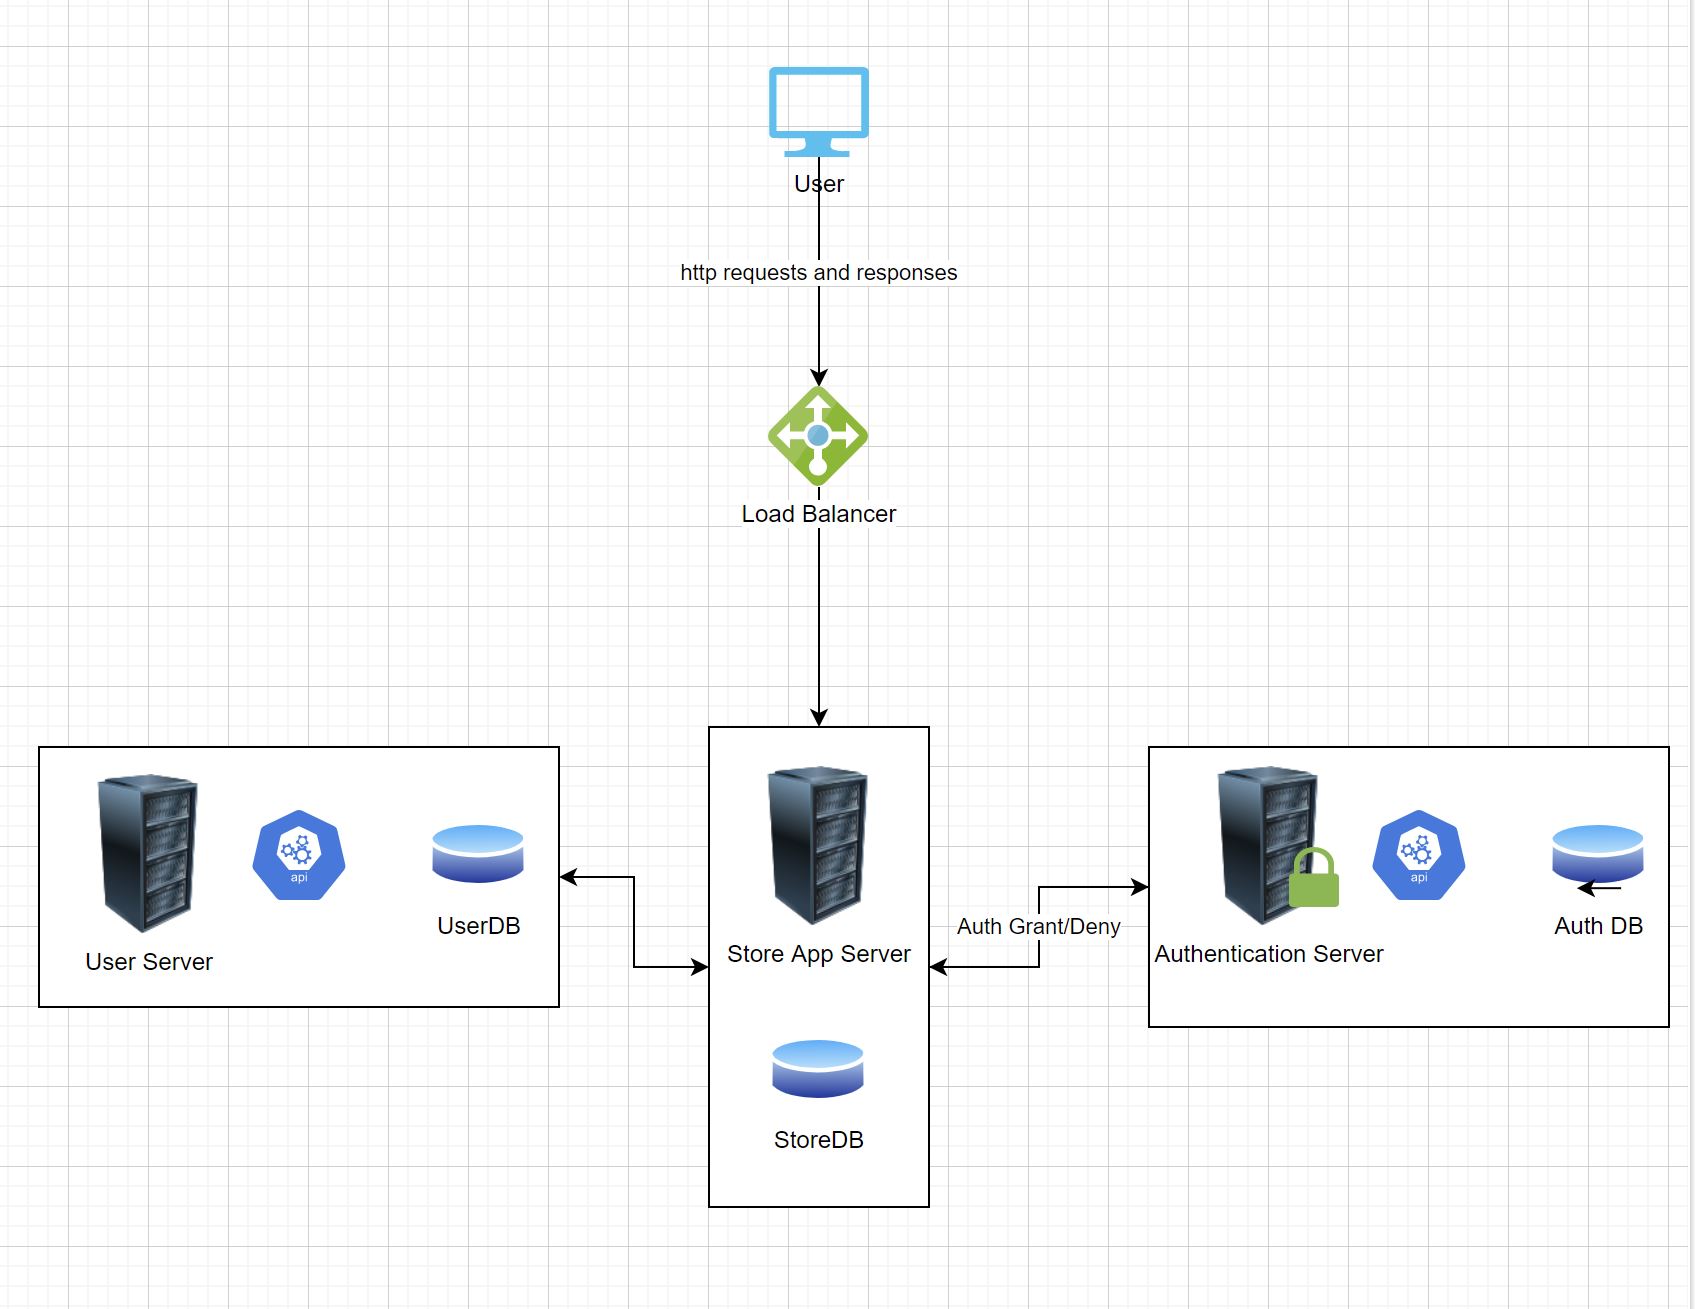 User
http requests and responses
Load Balancer
api
UserDB
User Server
Store App Server
StoreDB
Auth Grant/Deny
api
Authentication Server
Auth DB